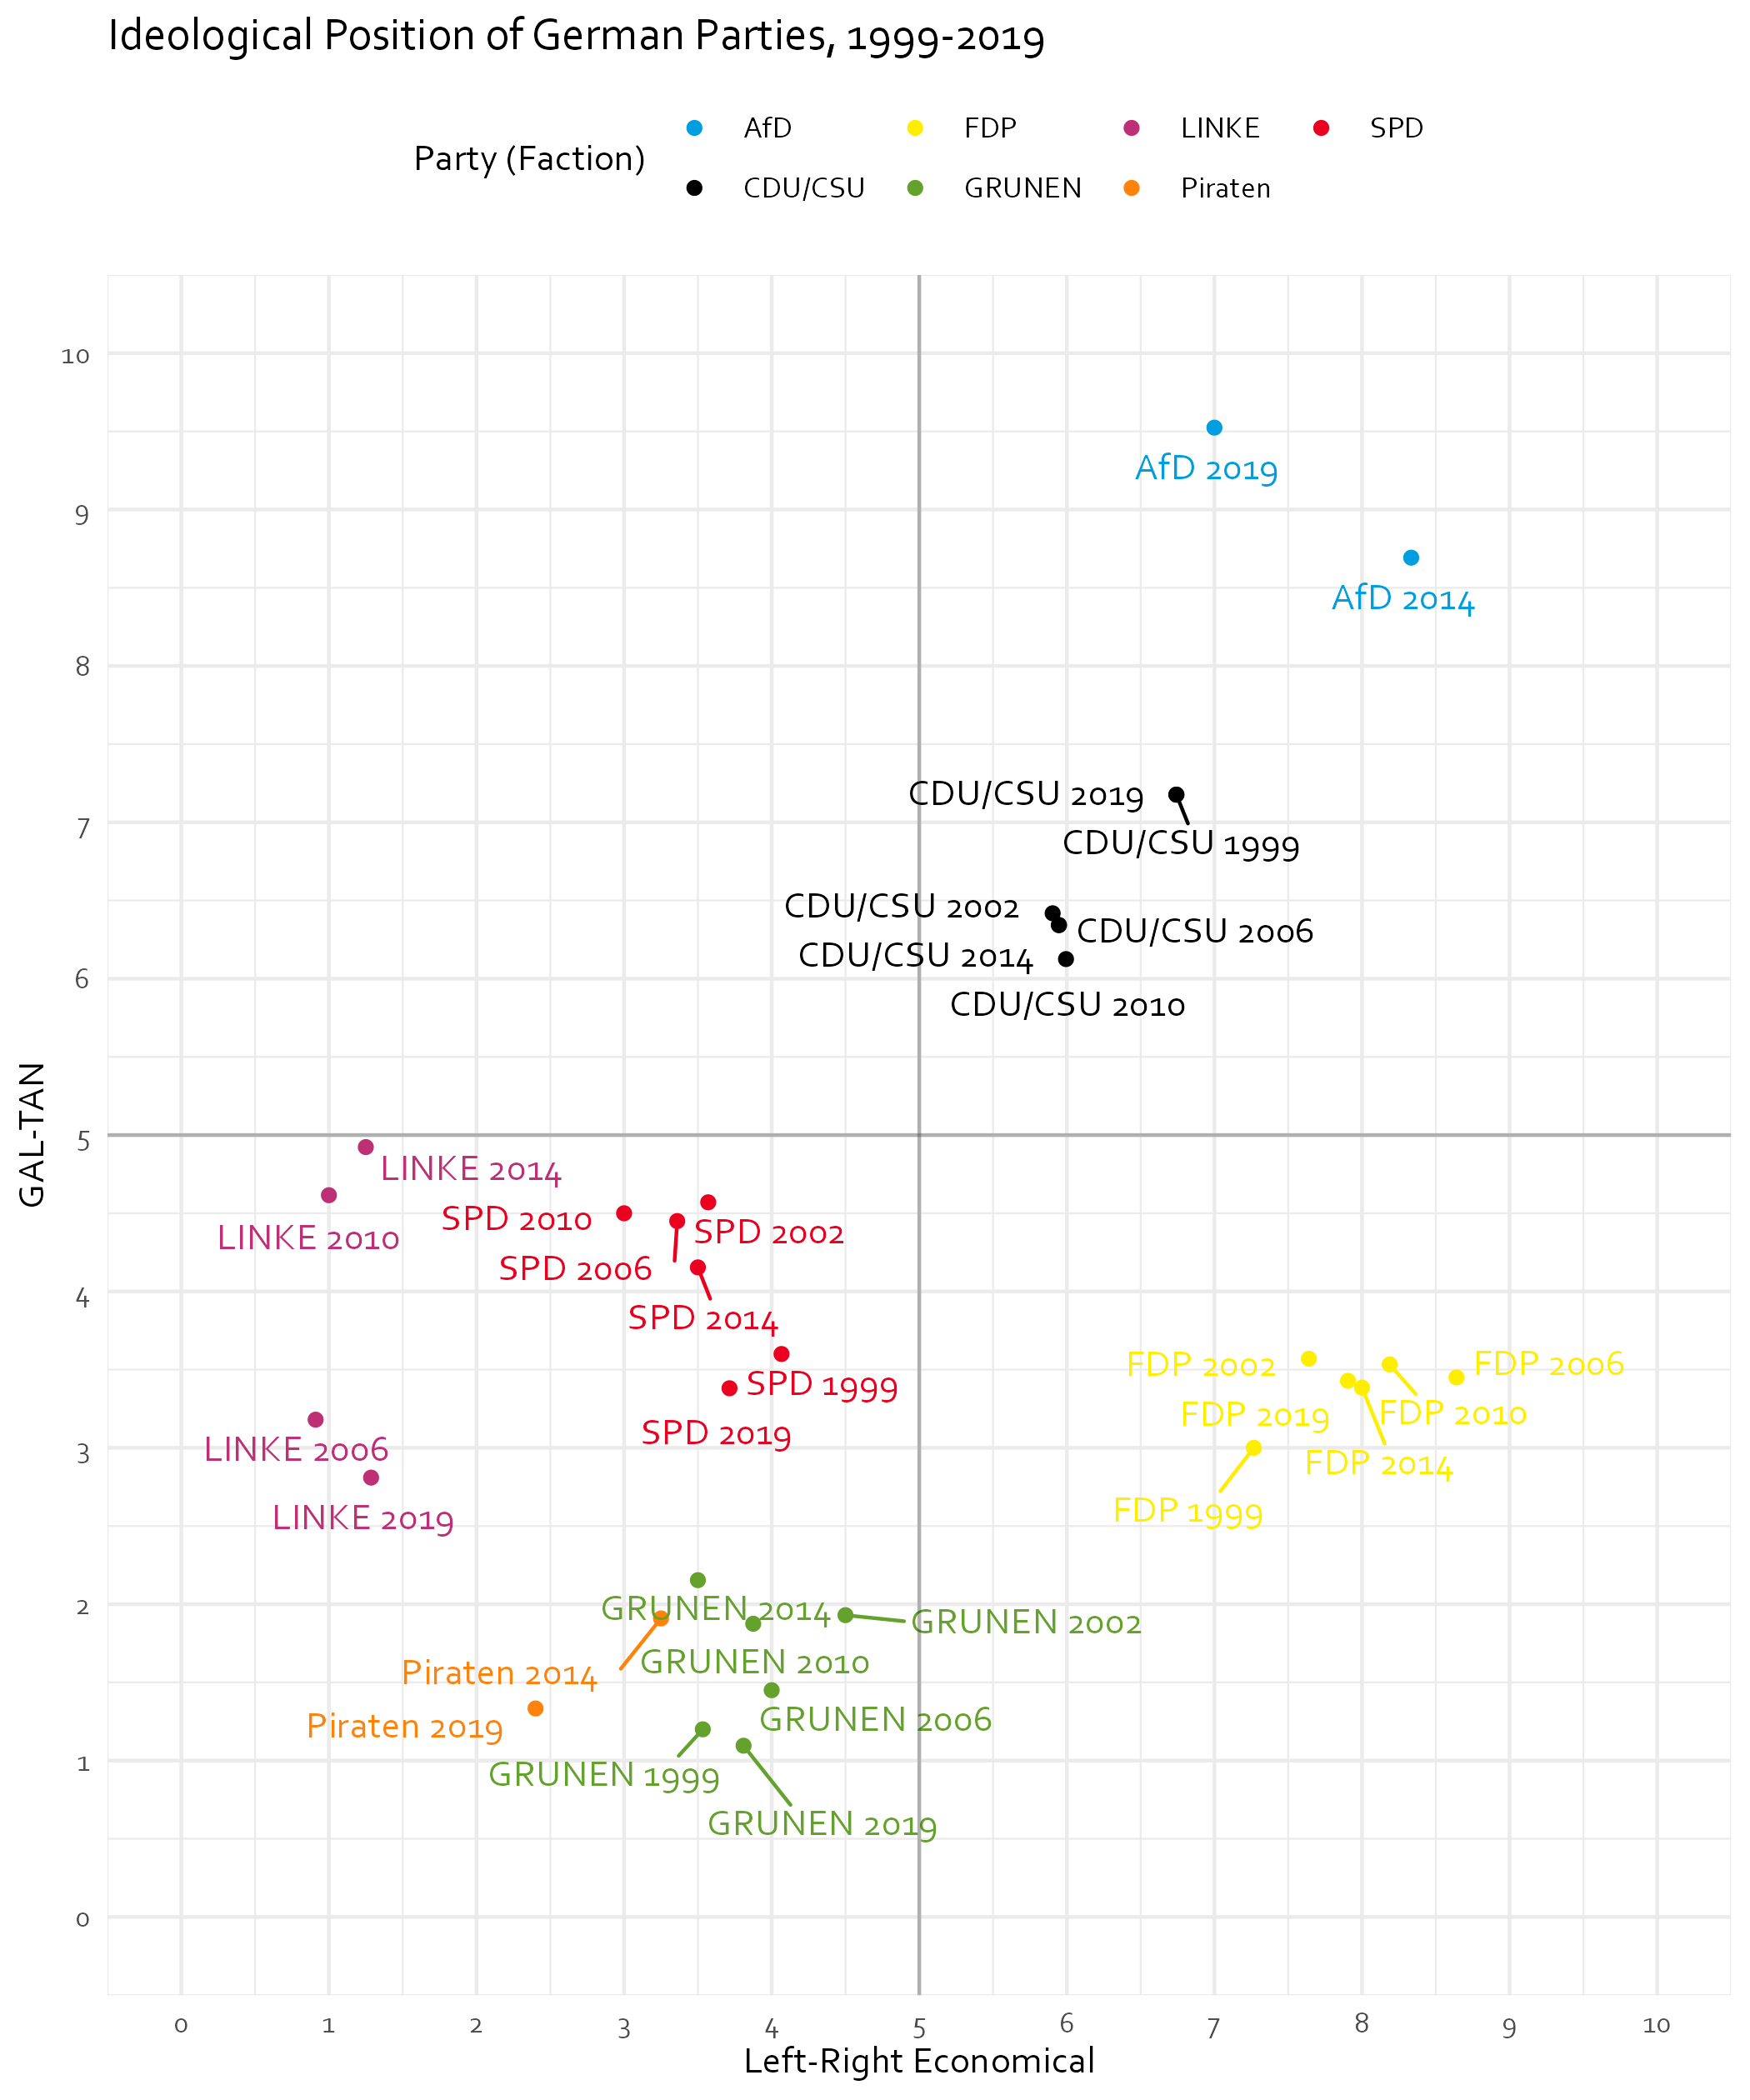 Ideological Position of German Parties, 1999-2019
Party (Faction)
AfD
FDP
LINKE
SPD
CDU/CSU
GRUNEN
Piraten
GAL-TAN
10
9
8
7
6
5
4
3
2
1
0
AfD 2019
AfD 2014
CDU/CSU 2019
CDU/CSU 1999
CDU/CSU 2002
CDU/CSU 2006
CDU/CSU 2014
CDU/CSU 2010
LINKE 2014
SPD 2010
SPD 2002
LINKE 2010
SPD 2006
SPD 2014
FDP 2002
FDP 2006
SPD 1999
FDP 2019
FDP 2010
SPD 2019
LINKE 2006
FDP 2014
LINKE 2019
FDP 1999
GRUNEN 2014
GRUNEN 2002
GRUNEN 2010
Piraten 2014
GRUNEN 2006
Piraten 2019
GRUNEN 1999
GRUNEN 2019
0 1 2 3 4 5 6 7 8 9 10
Left-Right Economical